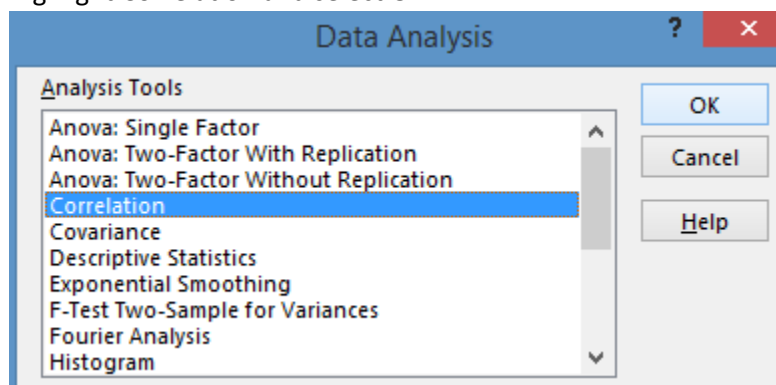 Data Analysis
?
×
Analysis Tools
OK
Anova: Single Factor
Anova: Two-Factor With Replication
Cancel
Anova: Two-Factor Without Replication
Correlation
Help
Covariance
Descriptive Statistics
Exponential Smoothing
F-Test Two-Sample for Variances
Fourier Analysis
Histogram